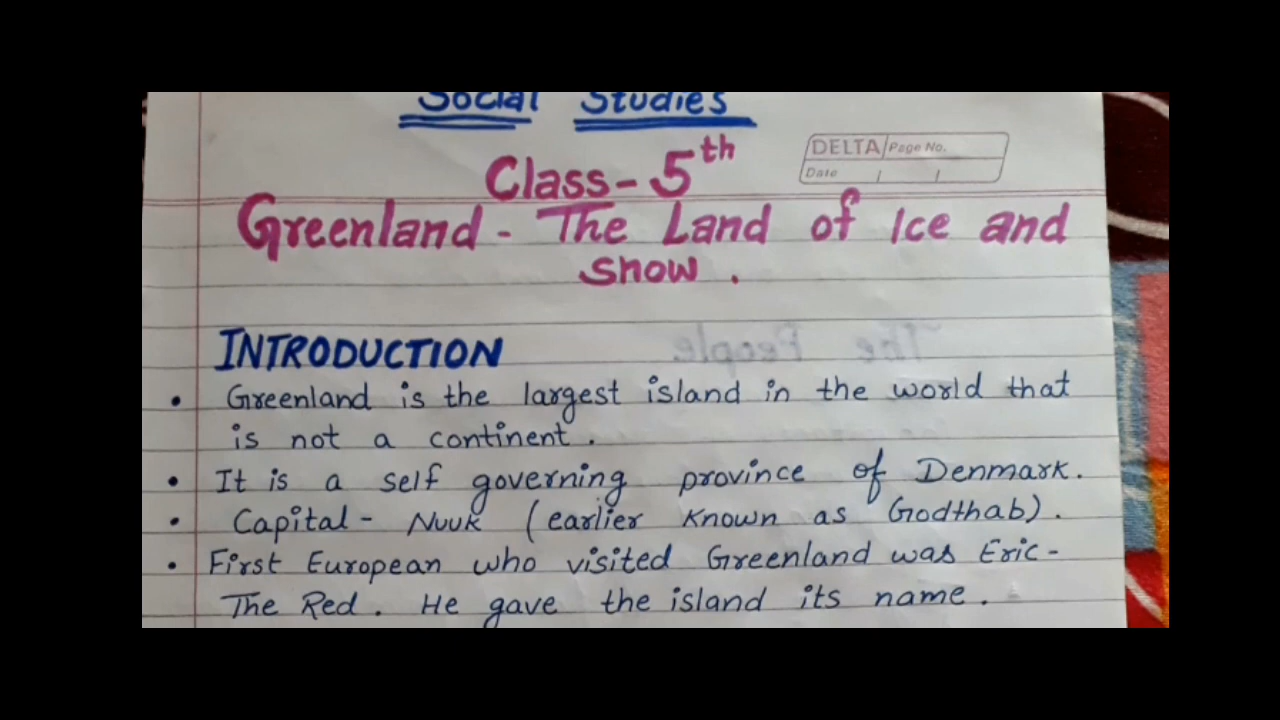 Social Studies
Class-5th
DELTA Page No.
Date / /
Greenland - The Land of Ice and
snow.
INTRODUCTION
The People
• Greenland is the largest island in the world that
is not a continent.
• It is a self governing province of Denmark.
• Capital - Nuuk (earlier known as Godthab).
• First European who visited Greenland was Eric-
The Red. He gave the island its name.